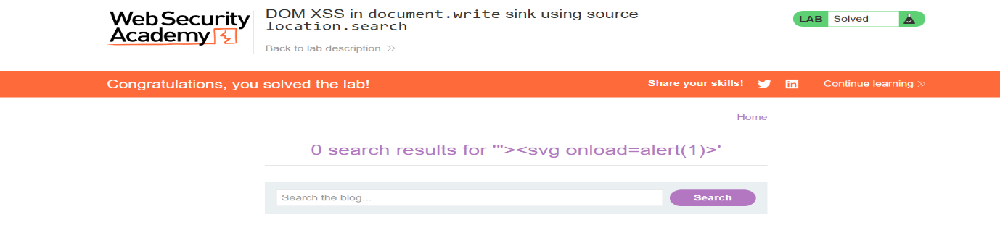 Web Security
Academy
DOM XSS in document.write sink using source
location.search
Back to lab description >>
LAB Solved
Congratulations, you solved the lab!
Share your skills!
Continue learning >>
Home
0 search results for '"><svg onload=alert(1)>'
Search the blog...
Search